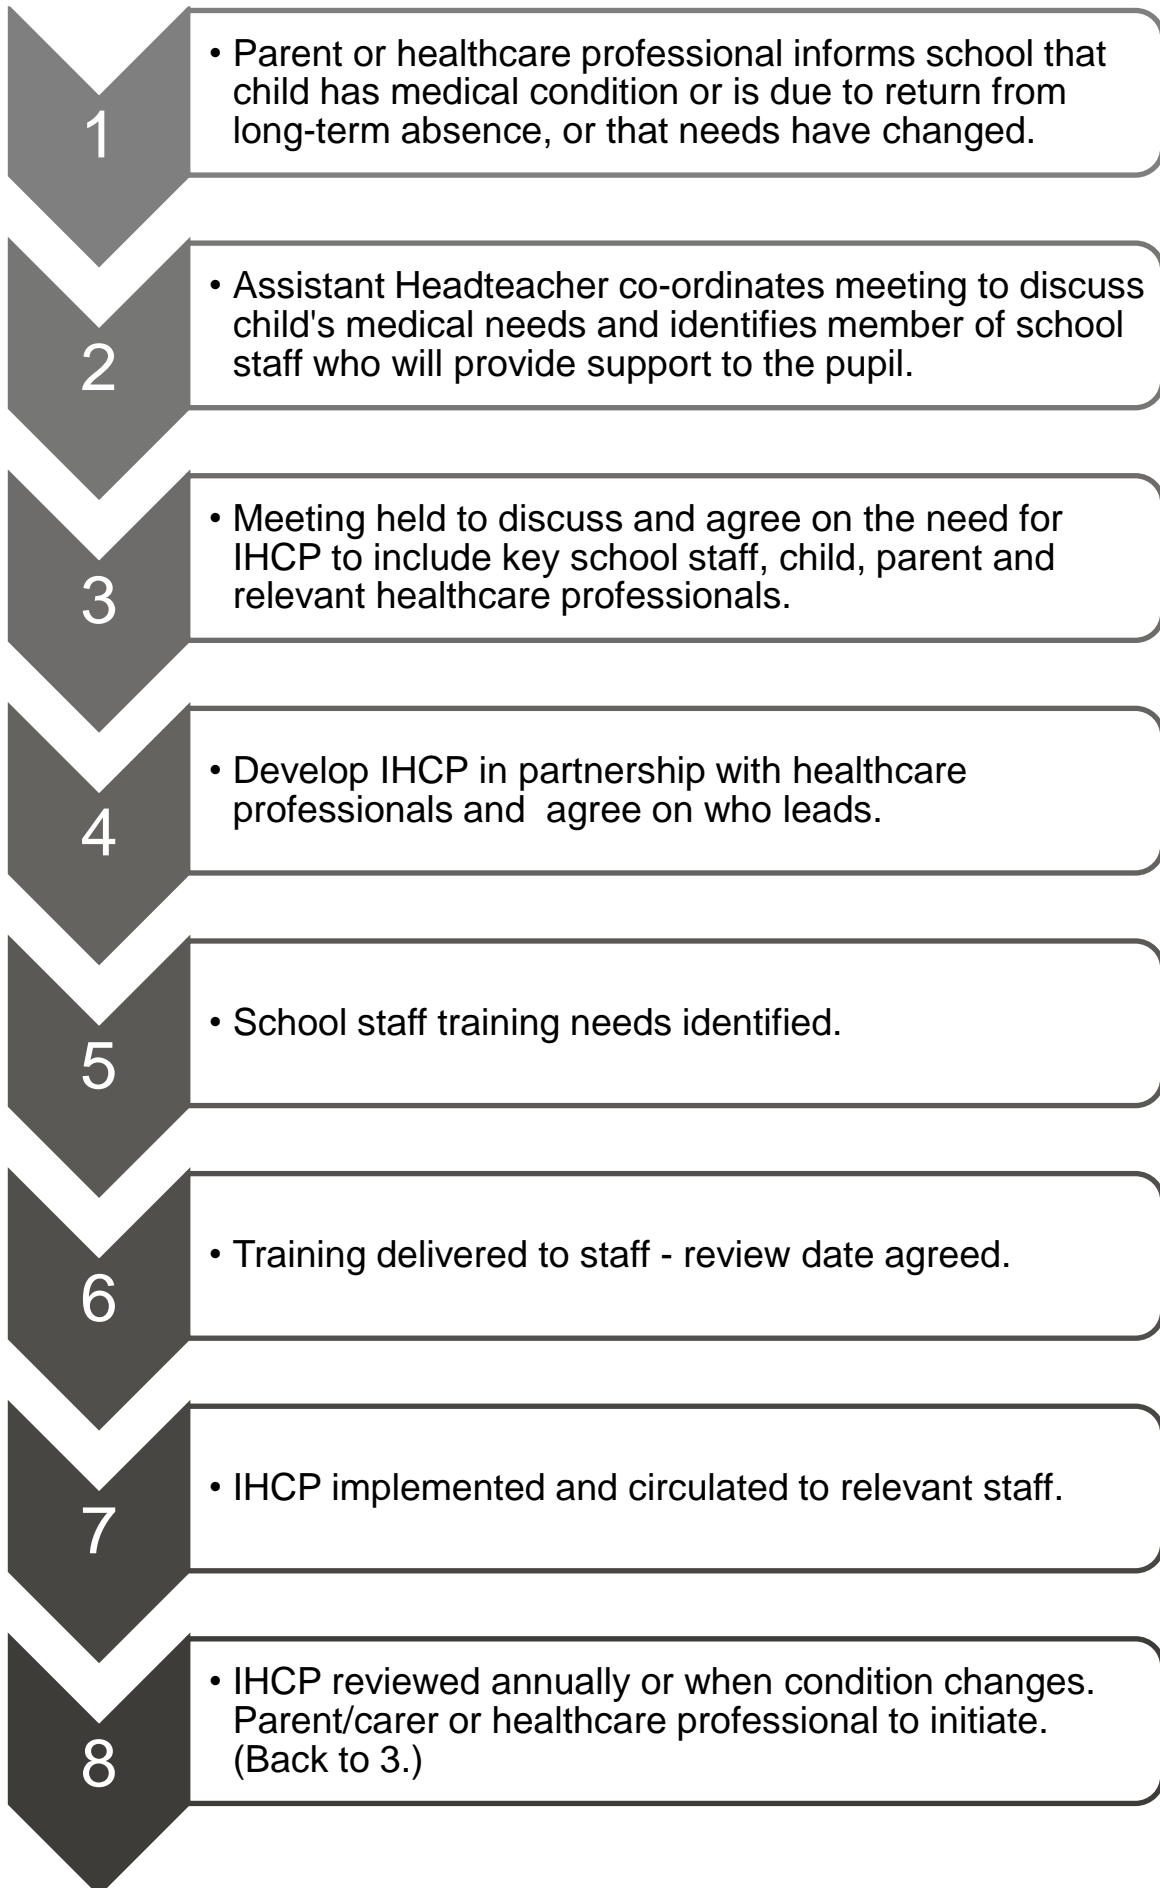 1
• Parent or healthcare professional informs school that
child has medical condition or is due to return from
long-term absence, or that needs have changed.
2
• Assistant Headteacher co-ordinates meeting to discuss
child's medical needs and identifies member of school
staff who will provide support to the pupil.
3
• Meeting held to discuss and agree on the need for
IHCP to include key school staff, child, parent and
relevant healthcare professionals.
4
• Develop IHCP in partnership with healthcare
professionals and  agree on who leads.
5
• School staff training needs identified.
6
• Training delivered to staff - review date agreed.
7
• IHCP implemented and circulated to relevant staff.
8
• IHCP reviewed annually or when condition changes.
Parent/carer or healthcare professional to initiate.
(Back to 3.)